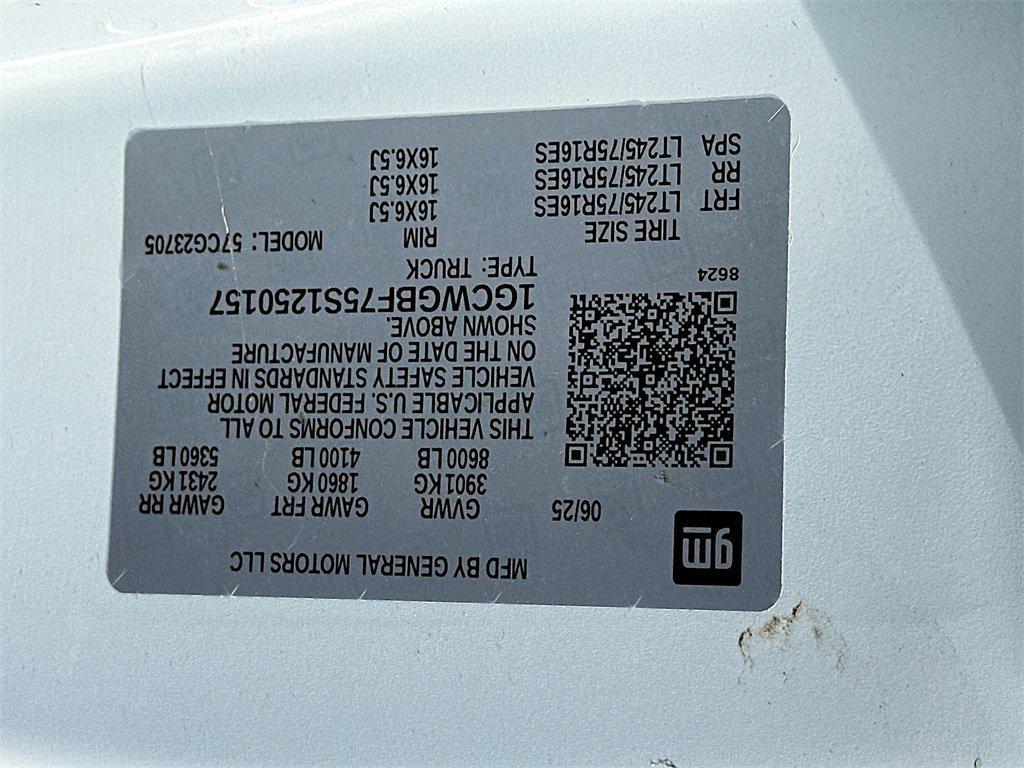 gm
MFD BY GENERAL MOTORS LLC
06/25 GVWR GAWR FRT GAWR RR
3901 KG 1860 KG 2431 KG
8600 LB 4100 LB 5360 LB
THIS VEHICLE CONFORMS TO ALL
APPLICABLE U.S. FEDERAL MOTOR
VEHICLE SAFETY STANDARDS IN EFFECT
ON THE DATE OF MANUFACTURE
SHOWN ABOVE.
1GCWGBF75S1250157
8624 TYPE: TRUCK
TIRE SIZE RIM MODEL: 57CG23705
FRT LT245/75R16ES 16X6.5J
RR LT245/75R16ES 16X6.5J
SPA LT245/75R16ES 16X6.5J